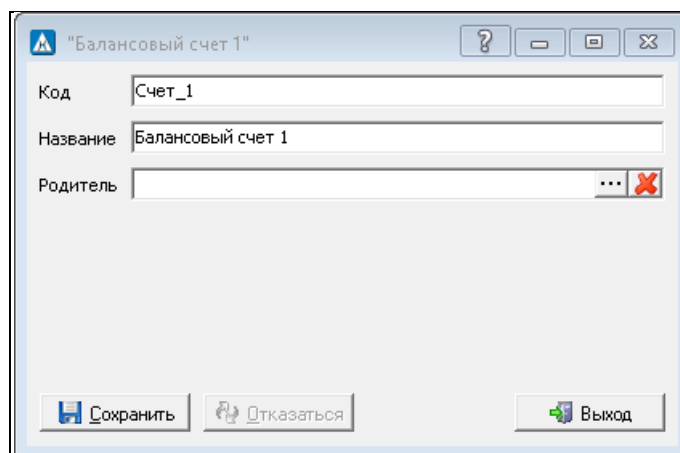 "Балансовый счет 1"
Код Счет_1
Название Балансовый счет 1
Родитель ...
Сохранить Отказаться Выход